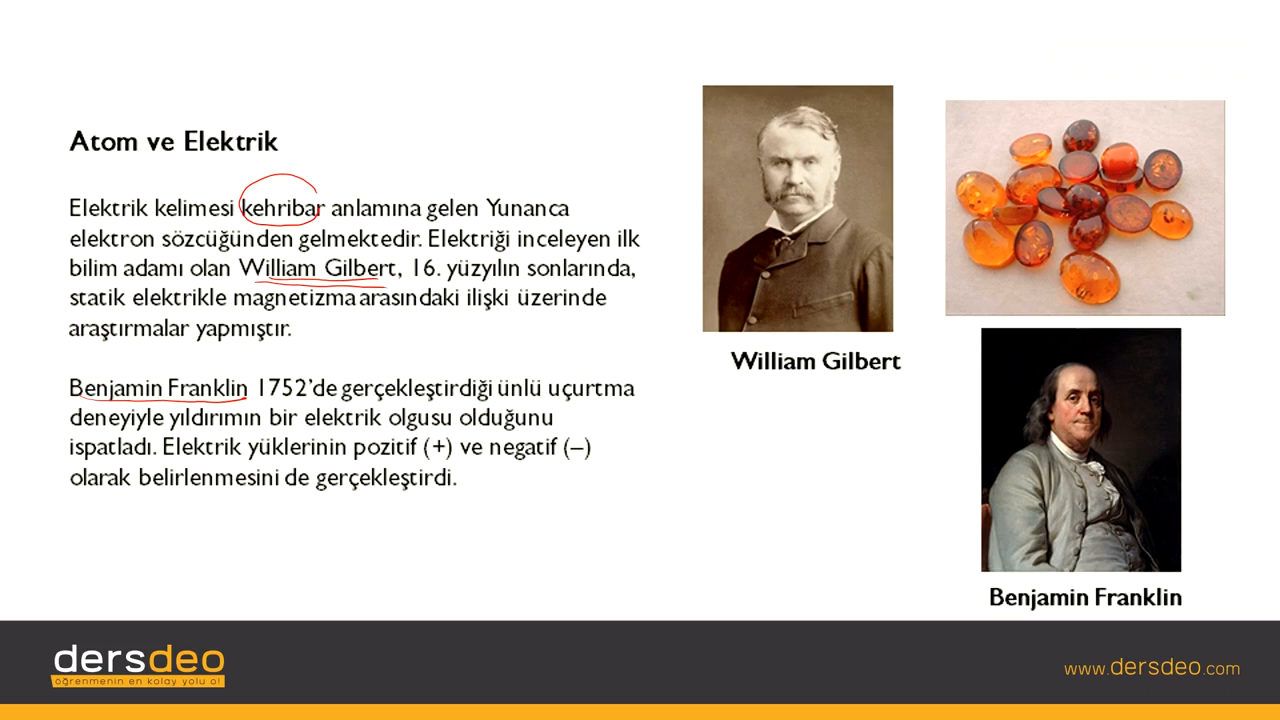 Atom ve Elektrik
Elektrik kelimesi kehribar anlamına gelen Yunanca
elektron sözcüğünden gelmektedir. Elektriği inceleyen ilk
bilim adamı olan William Gilbert, 16. yüzyılın sonlarında,
statik elektrikle magnetizma arasındaki ilişki üzerinde
araştırmalar yapmıştır.
Benjamin Franklin 1752’de gerçekleştirdiği ünlü uçurtma
deneyiyle yıldırımın bir elektrik olgusu olduğunu
ispatladı. Elektrik yüklerinin pozitif (+) ve negatif (–)
olarak belirlenmesini de gerçekleştirdi.
William Gilbert
Benjamin Franklin
dersdeo
öğrenmenin en kolay yolu o!
www.dersdeo.com